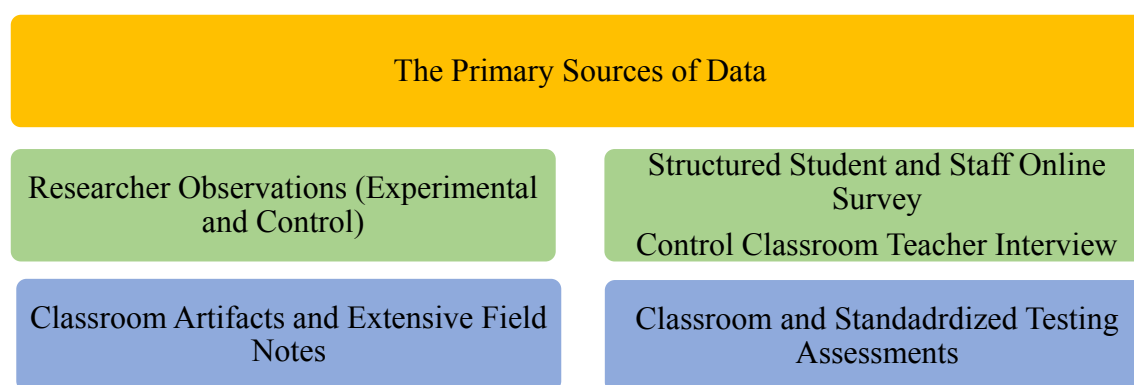 The Primary Sources of Data
Researcher Observations (Experimental
and Control)
Structured Student and Staff Online
Survey
Control Classroom Teacher Interview
Classroom Artifacts and Extensive Field
Notes
Classroom and Standadrdized Testing
Assessments